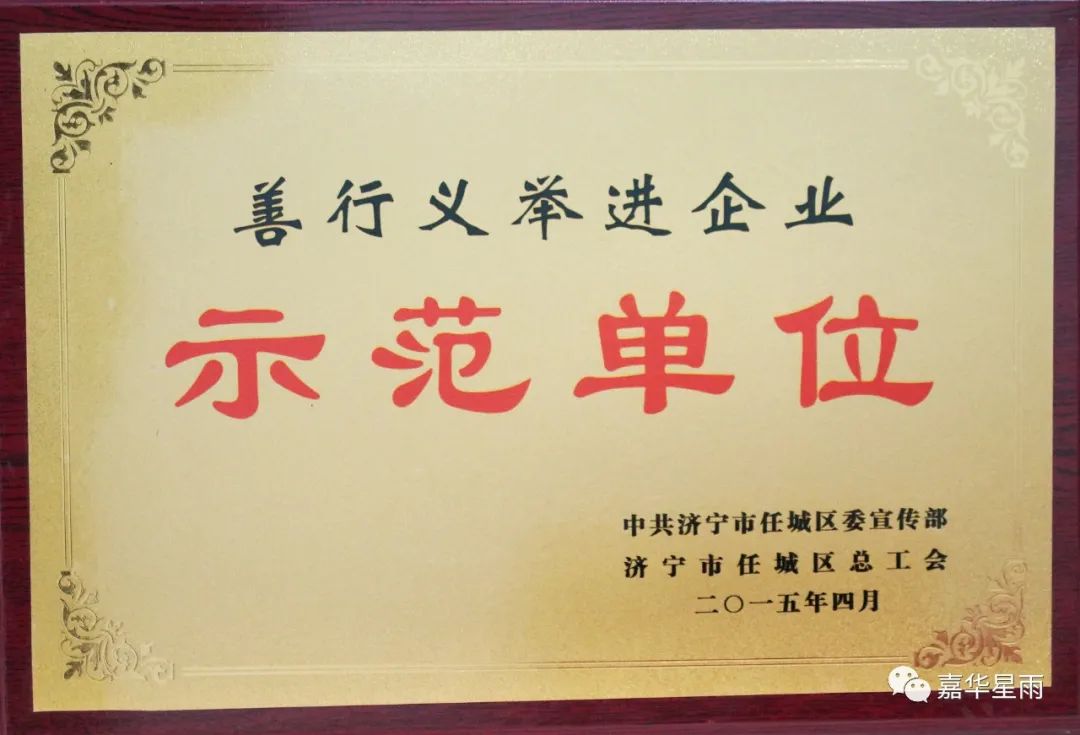 善行义举进企业
示范单位
中共济宁市任城区委宣传部
济宁市任城区总工会
二〇一五年四月
嘉华星雨